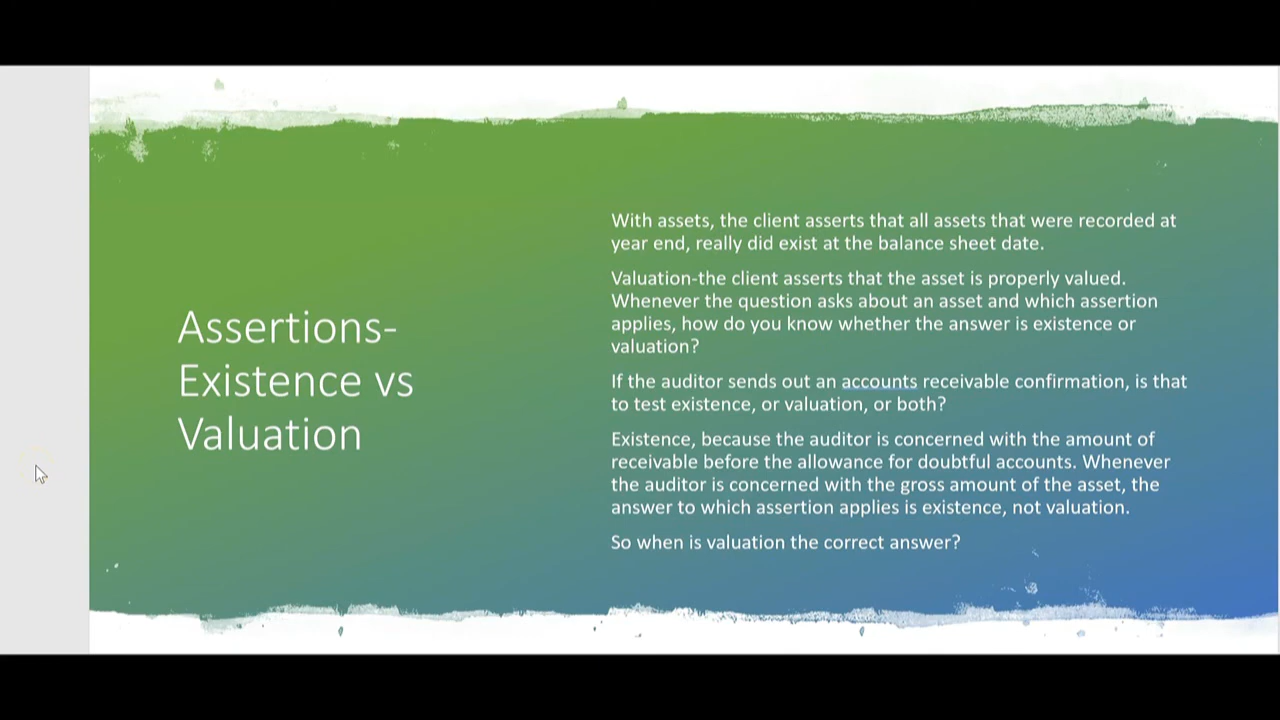 Assertions-
Existence vs
Valuation
With assets, the client asserts that all assets that were recorded at
year end, really did exist at the balance sheet date.
Valuation-the client asserts that the asset is properly valued.
Whenever the question asks about an asset and which assertion
applies, how do you know whether the answer is existence or
valuation?
If the auditor sends out an accounts receivable confirmation, is that
to test existence, or valuation, or both?
Existence, because the auditor is concerned with the amount of
receivable before the allowance for doubtful accounts. Whenever
the auditor is concerned with the gross amount of the asset, the
answer to which assertion applies is existence, not valuation.
So when is valuation the correct answer?